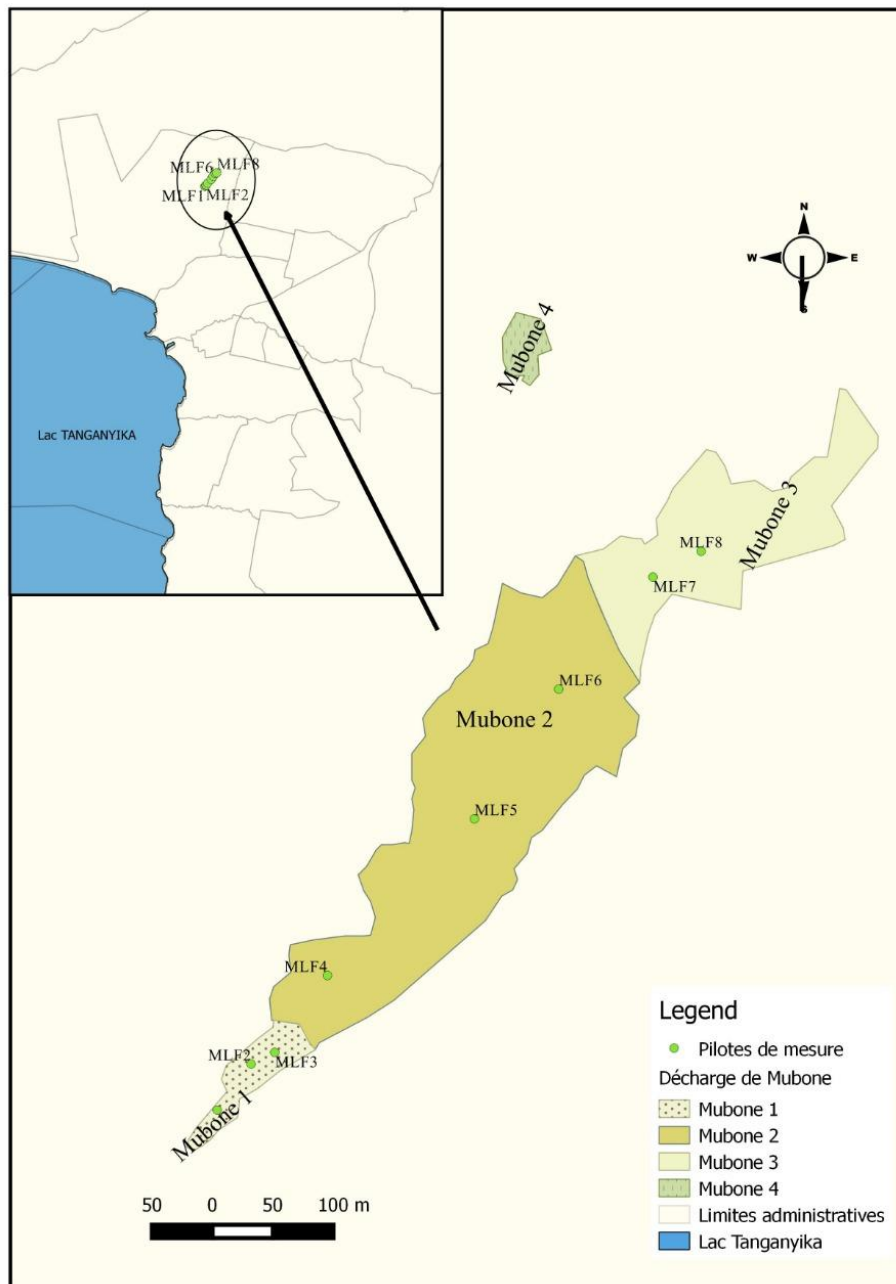 MLF6
MLF8
MLF1
MLF2
Lac TANGANYIKA
N
W
E
S
Mubone 4
Mubone 3
MLF8
MLF7
MLF6
Mubone 2
MLF5
MLF4
MLF2
MLF3
Mubone 1
50 0 50 100 m
Legend
Pilotes de mesure
Décharge de Mubone
Mubone 1
Mubone 2
Mubone 3
Mubone 4
Limites administratives
Lac Tanganyika